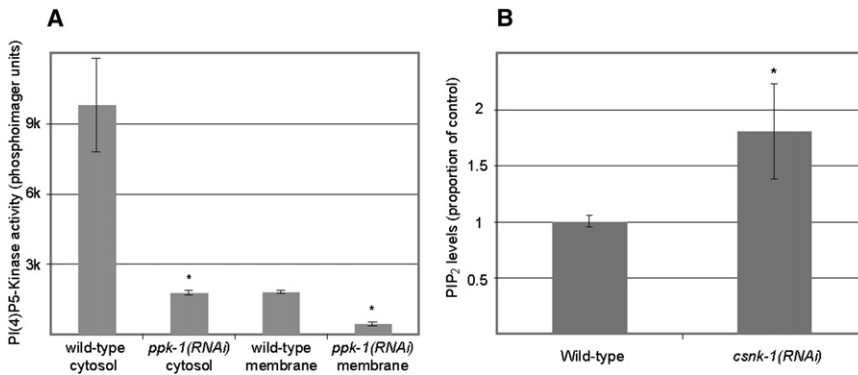 A
PI(4)P5-Kinase activity (phosphoimager units)
9k
6k
3k
*
*
wild-type cytosol
ppk-1(RNAi) cytosol
wild-type membrane
ppk-1(RNAi) membrane
B
PIP₂ levels (proportion of control)
2
1.5
1
0.5
*
Wild-type
csnk-1(RNAi)